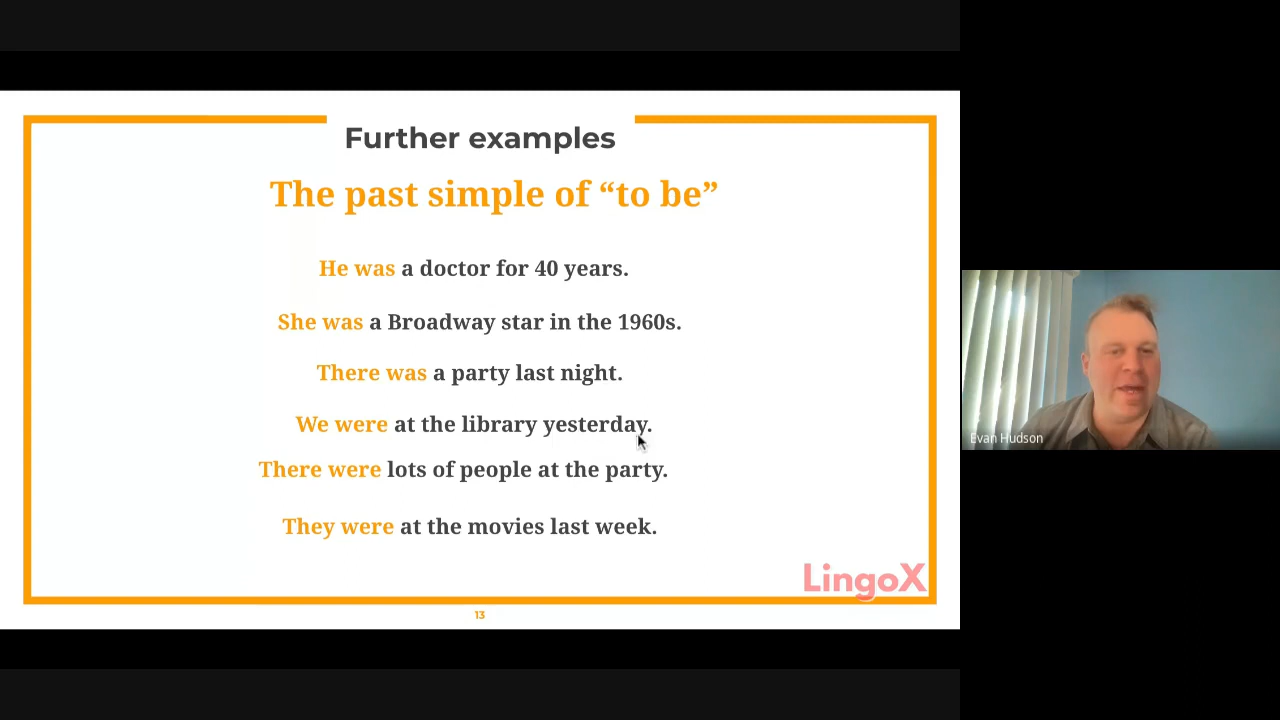 Further examples
The past simple of “to be”
He was a doctor for 40 years.
She was a Broadway star in the 1960s.
There was a party last night.
We were at the library yesterday.
There were lots of people at the party.
They were at the movies last week.
LingoX
13
Evan Hudson